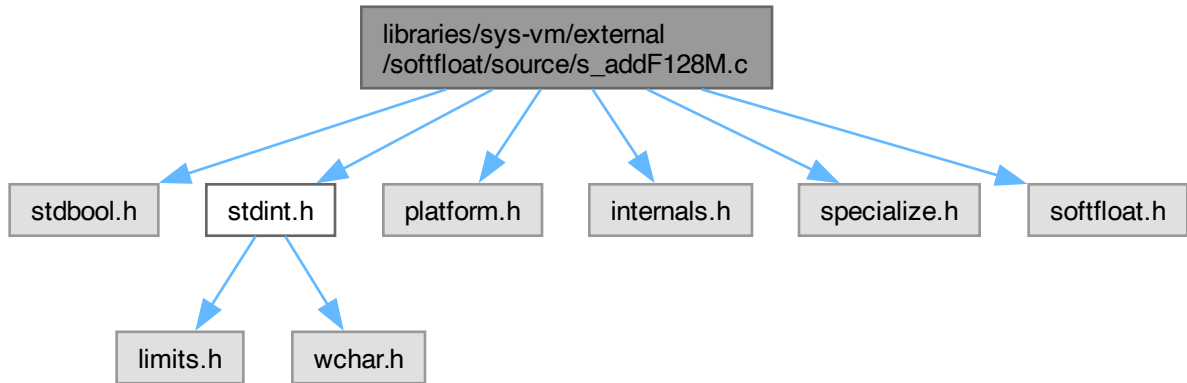 libraries/sys-vm/external
/softfloat/source/s_addF128M.c
stdbool.h
stdint.h
platform.h
internals.h
specialize.h
softfloat.h
limits.h
wchar.h